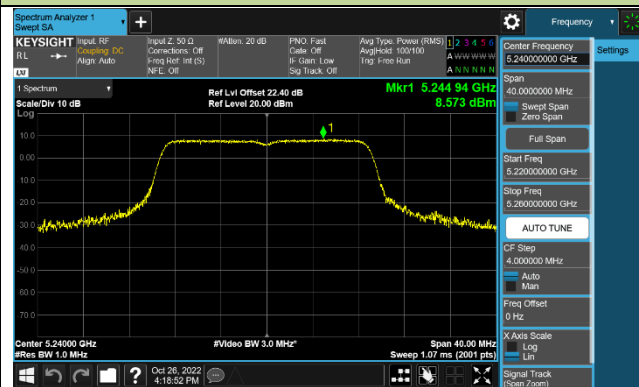 Spectrum Analyzer 1
Swept SA
+
Frequency
KEYSIGHT
Input: RF
Coupling: DC
Align: Auto
Input Z: 50 Ω
Corrections: Off
Freq Ref: Int (S)
NFE: Off
#Atten: 20 dB
PNO: Fast
Gate: Off
IF Gain: Low
Sig Track: Off
Avg Type: Power (RMS)
Avg|Hold: 100/100
Trig: Free Run
1 2 3 4 5 6
A W W W W W
A N N N N N
RL
LXI
1 Spectrum
Scale/Div 10 dB
Log
Ref Lvl Offset 22.40 dB
Ref Level 20.00 dBm
Mkr1 5.244 94 GHz
8.573 dBm
1
10.0
0.00
-10.0
-20.0
-30.0
-40.0
-50.0
-60.0
-70.0
Center 5.24000 GHz
#Res BW 1.0 MHz
#Video BW 3.0 MHz*
Span 40.00 MHz
Sweep 1.07 ms (2001 pts)
Oct 26, 2022
4:18:52 PM
?
Center Frequency
5.240000000 GHz
Settings
Span
40.0000000 MHz
Swept Span
Zero Span
Full Span
Start Freq
5.220000000 GHz
Stop Freq
5.260000000 GHz
AUTO TUNE
CF Step
4.000000 MHz
Auto
Man
Freq Offset
0 Hz
X Axis Scale
Log
Lin
Signal Track
(Span Zoom)